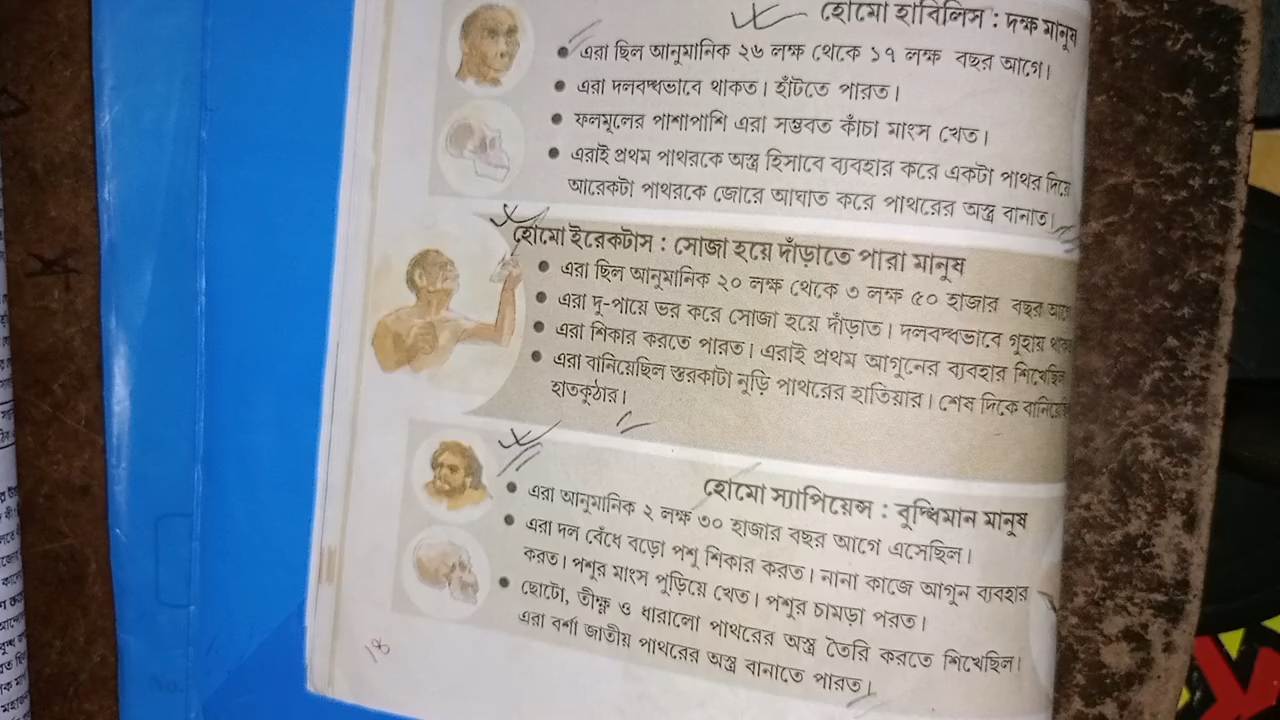 হোমো হাবিলিস : দক্ষ মানুষ
• এরা ছিল আনুমানিক ২৬ লক্ষ থেকে ১৭ লক্ষ বছর আগে।
• এরা দলবদ্ধভাবে থাকত। হাঁটতে পারত।
• ফলমূলের পাশাপাশি এরা সম্ভবত কাঁচা মাংস খেত।
• এরাই প্রথম পাথরকে অস্ত্র হিসাবে ব্যবহার করে একটা পাথর দিয়ে
আরেকটা পাথরকে জোরে আঘাত করে পাথরের অস্ত্র বানাত।
হোমো ইরেকটাস : সোজা হয়ে দাঁড়াতে পারা মানুষ
• এরা ছিল আনুমানিক ২০ লক্ষ থেকে ৩ লক্ষ ৫০ হাজার বছর আগে
• এরা দু-পায়ে ভর করে সোজা হয়ে দাঁড়াত। দলবদ্ধভাবে গুহায়
• এরা শিকার করতে পারত। এরাই প্রথম আগুনের ব্যবহার শিখেছিল
• এরা বানিয়েছিল স্তরকাটা নুড়ি পাথরের হাতিয়ার। শেষ দিকে
হাতকুঠার।
হোমো স্যাপিয়েন্স : বুদ্ধিমান মানুষ
• এরা আনুমানিক ২ লক্ষ ৩০ হাজার বছর আগে এসেছিল।
• এরা দল বেঁধে বড়ো পশু শিকার করত। নানা কাজে আগুন ব্যবহার
করত। পশুর মাংস পুড়িয়ে খেত। পশুর চামড়া পরত।
• ছোটো, তীক্ষ্ণ ও ধারালো পাথরের অস্ত্র তৈরি করতে শিখেছিল।
এরা বর্শা জাতীয় পাথরের অস্ত্র বানাতে পারত।